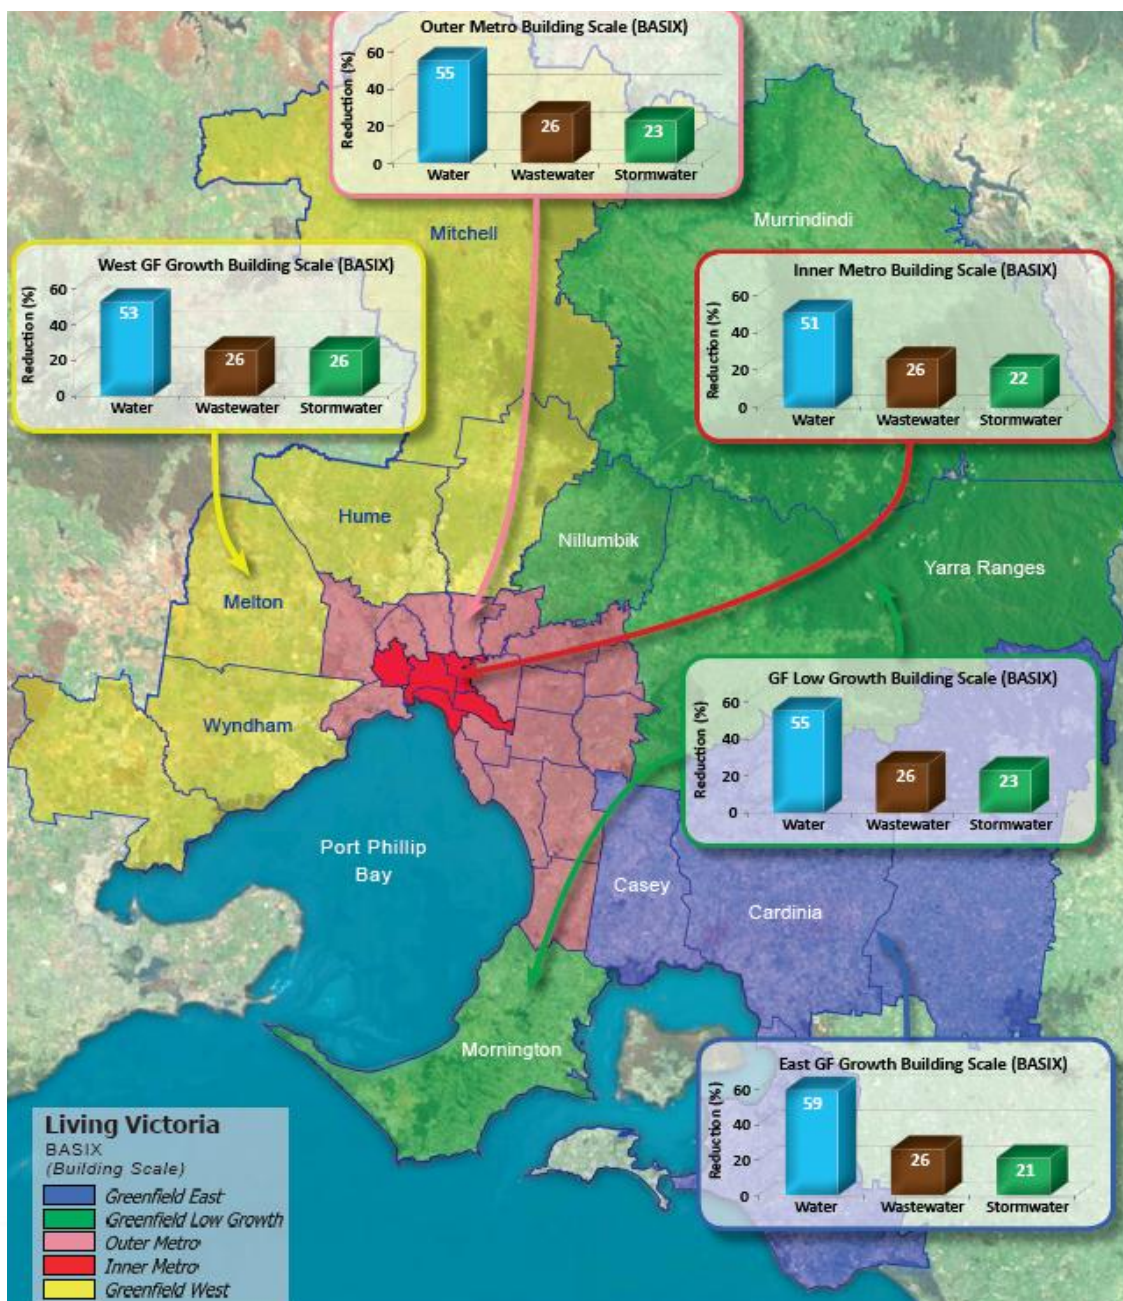 Outer Metro Building Scale (BASIX)
Reduction (%)
60
40
20
0
55
26
23
Water
Wastewater
Stormwater
Mitchell
Murrindindi
West GF Growth Building Scale (BASIX)
Reduction (%)
60
40
20
0
53
26
26
Water
Wastewater
Stormwater
Inner Metro Building Scale (BASIX)
Reduction (%)
60
40
20
0
51
26
22
Water
Wastewater
Stormwater
Hume
Nillumbik
Yarra Ranges
Melton
Wyndham
GF Low Growth Building Scale (BASIX)
Reduction (%)
60
40
20
0
55
26
23
Water
Wastewater
Stormwater
Port Phillip
Bay
Casey
Cardinia
Mornington
East GF Growth Building Scale (BASIX)
Reduction (%)
60
40
20
0
59
26
21
Water
Wastewater
Stormwater
Living Victoria
BASIX
(Building Scale)
Greenfield East
Greenfield Low Growth
Outer Metro
Inner Metro
Greenfield West